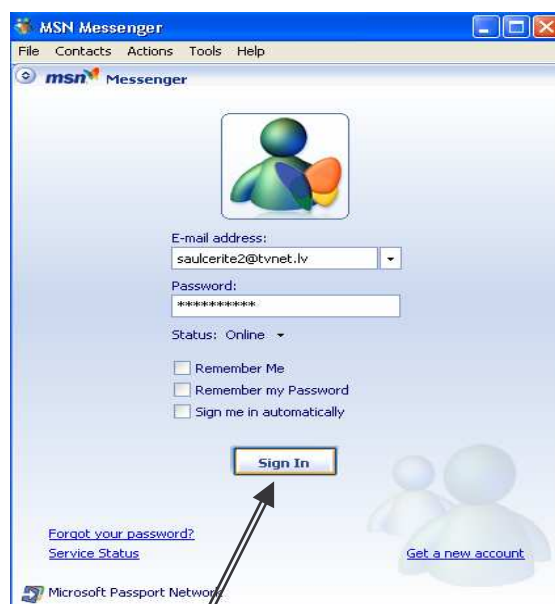 MSN Messenger
File Contacts Actions Tools Help
msn Messenger
E-mail address:
saulcerite2@tvnet.lv
Password:
**********
Status: Online
Remember Me
Remember my Password
Sign me in automatically
Sign In
Forgot your password?
Service Status
Get a new account
Microsoft Passport Network